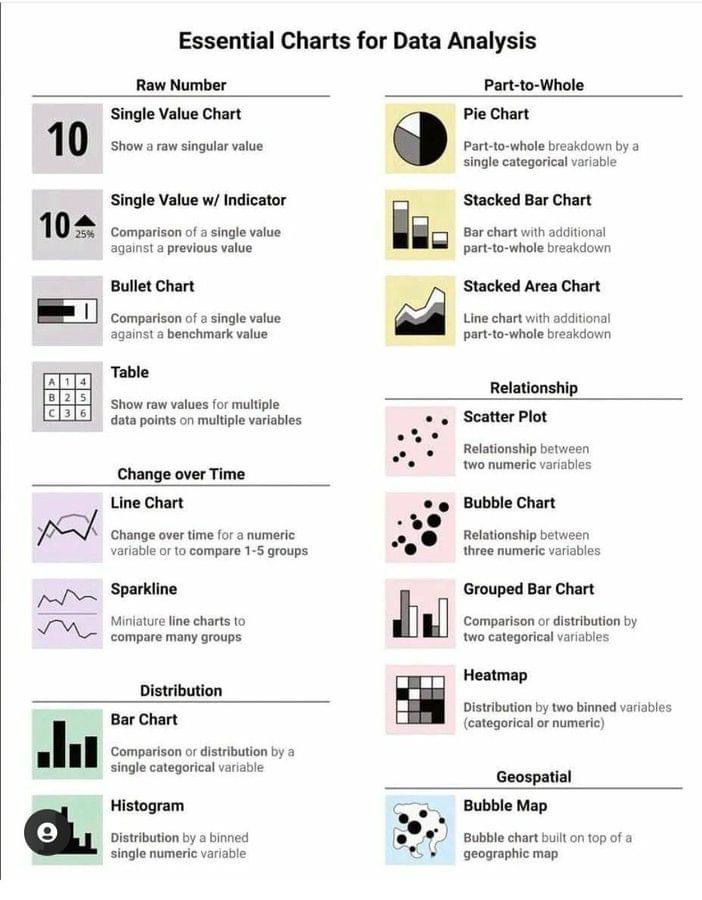 Essential Charts for Data Analysis
Raw Number
10
Single Value Chart
Show a raw singular value
10
25%
Single Value w/ Indicator
Comparison of a single value
against a previous value
Bullet Chart
Comparison of a single value
against a benchmark value
A 1 4
B 2 5
C 3 6
Table
Show raw values for multiple
data points on multiple variables
Change over Time
Line Chart
Change over time for a numeric
variable or to compare 1-5 groups
Sparkline
Miniature line charts to
compare many groups
Distribution
Bar Chart
Comparison or distribution by a
single categorical variable
Histogram
Distribution by a binned
single numeric variable
Part-to-Whole
Pie Chart
Part-to-whole breakdown by a
single categorical variable
Stacked Bar Chart
Bar chart with additional
part-to-whole breakdown
Stacked Area Chart
Line chart with additional
part-to-whole breakdown
Relationship
Scatter Plot
Relationship between
two numeric variables
Bubble Chart
Relationship between
three numeric variables
Grouped Bar Chart
Comparison or distribution by
two categorical variables
Heatmap
Distribution by two binned variables
(categorical or numeric)
Geospatial
Bubble Map
Bubble chart built on top of a
geographic map